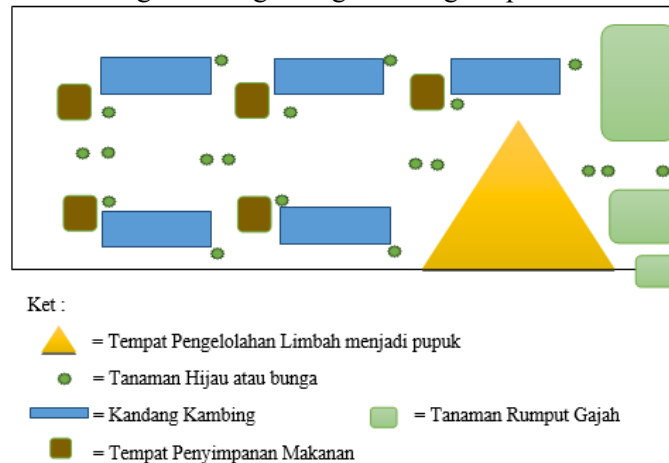 Ket :
= Tempat Pengelolahan Limbah menjadi pupuk
= Tanaman Hijau atau bunga
= Kandang Kambing = Tanaman Rumput Gajah
= Tempat Penyimpanan Makanan